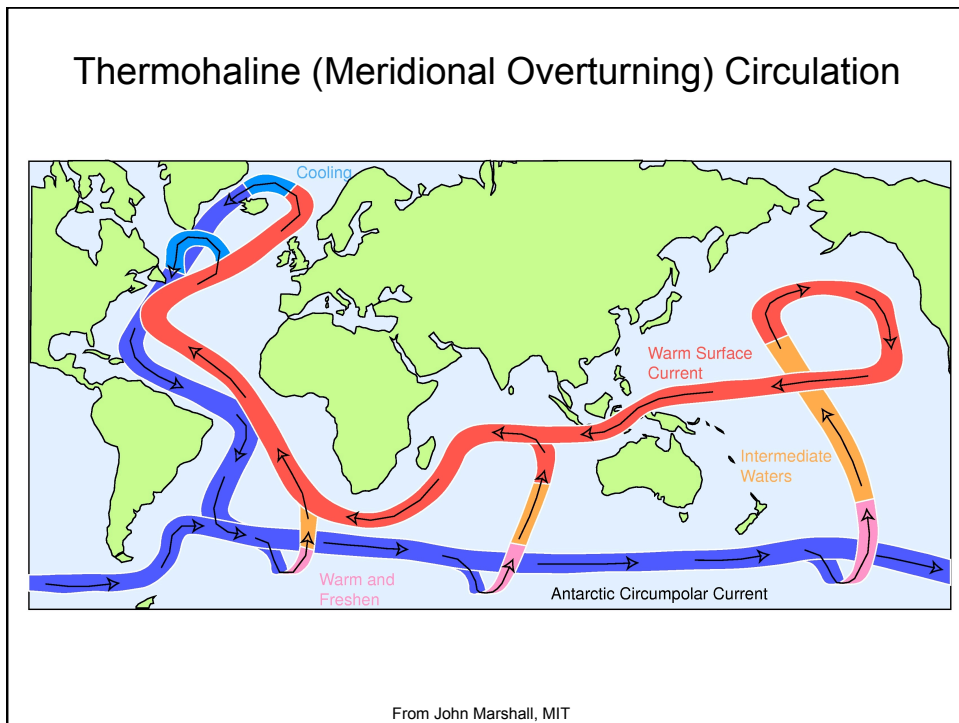 Thermohaline (Meridional Overturning) Circulation
Cooling
Warm Surface
Current
Intermediate
Waters
Warm and
Freshen
Antarctic Circumpolar Current
From John Marshall, MIT